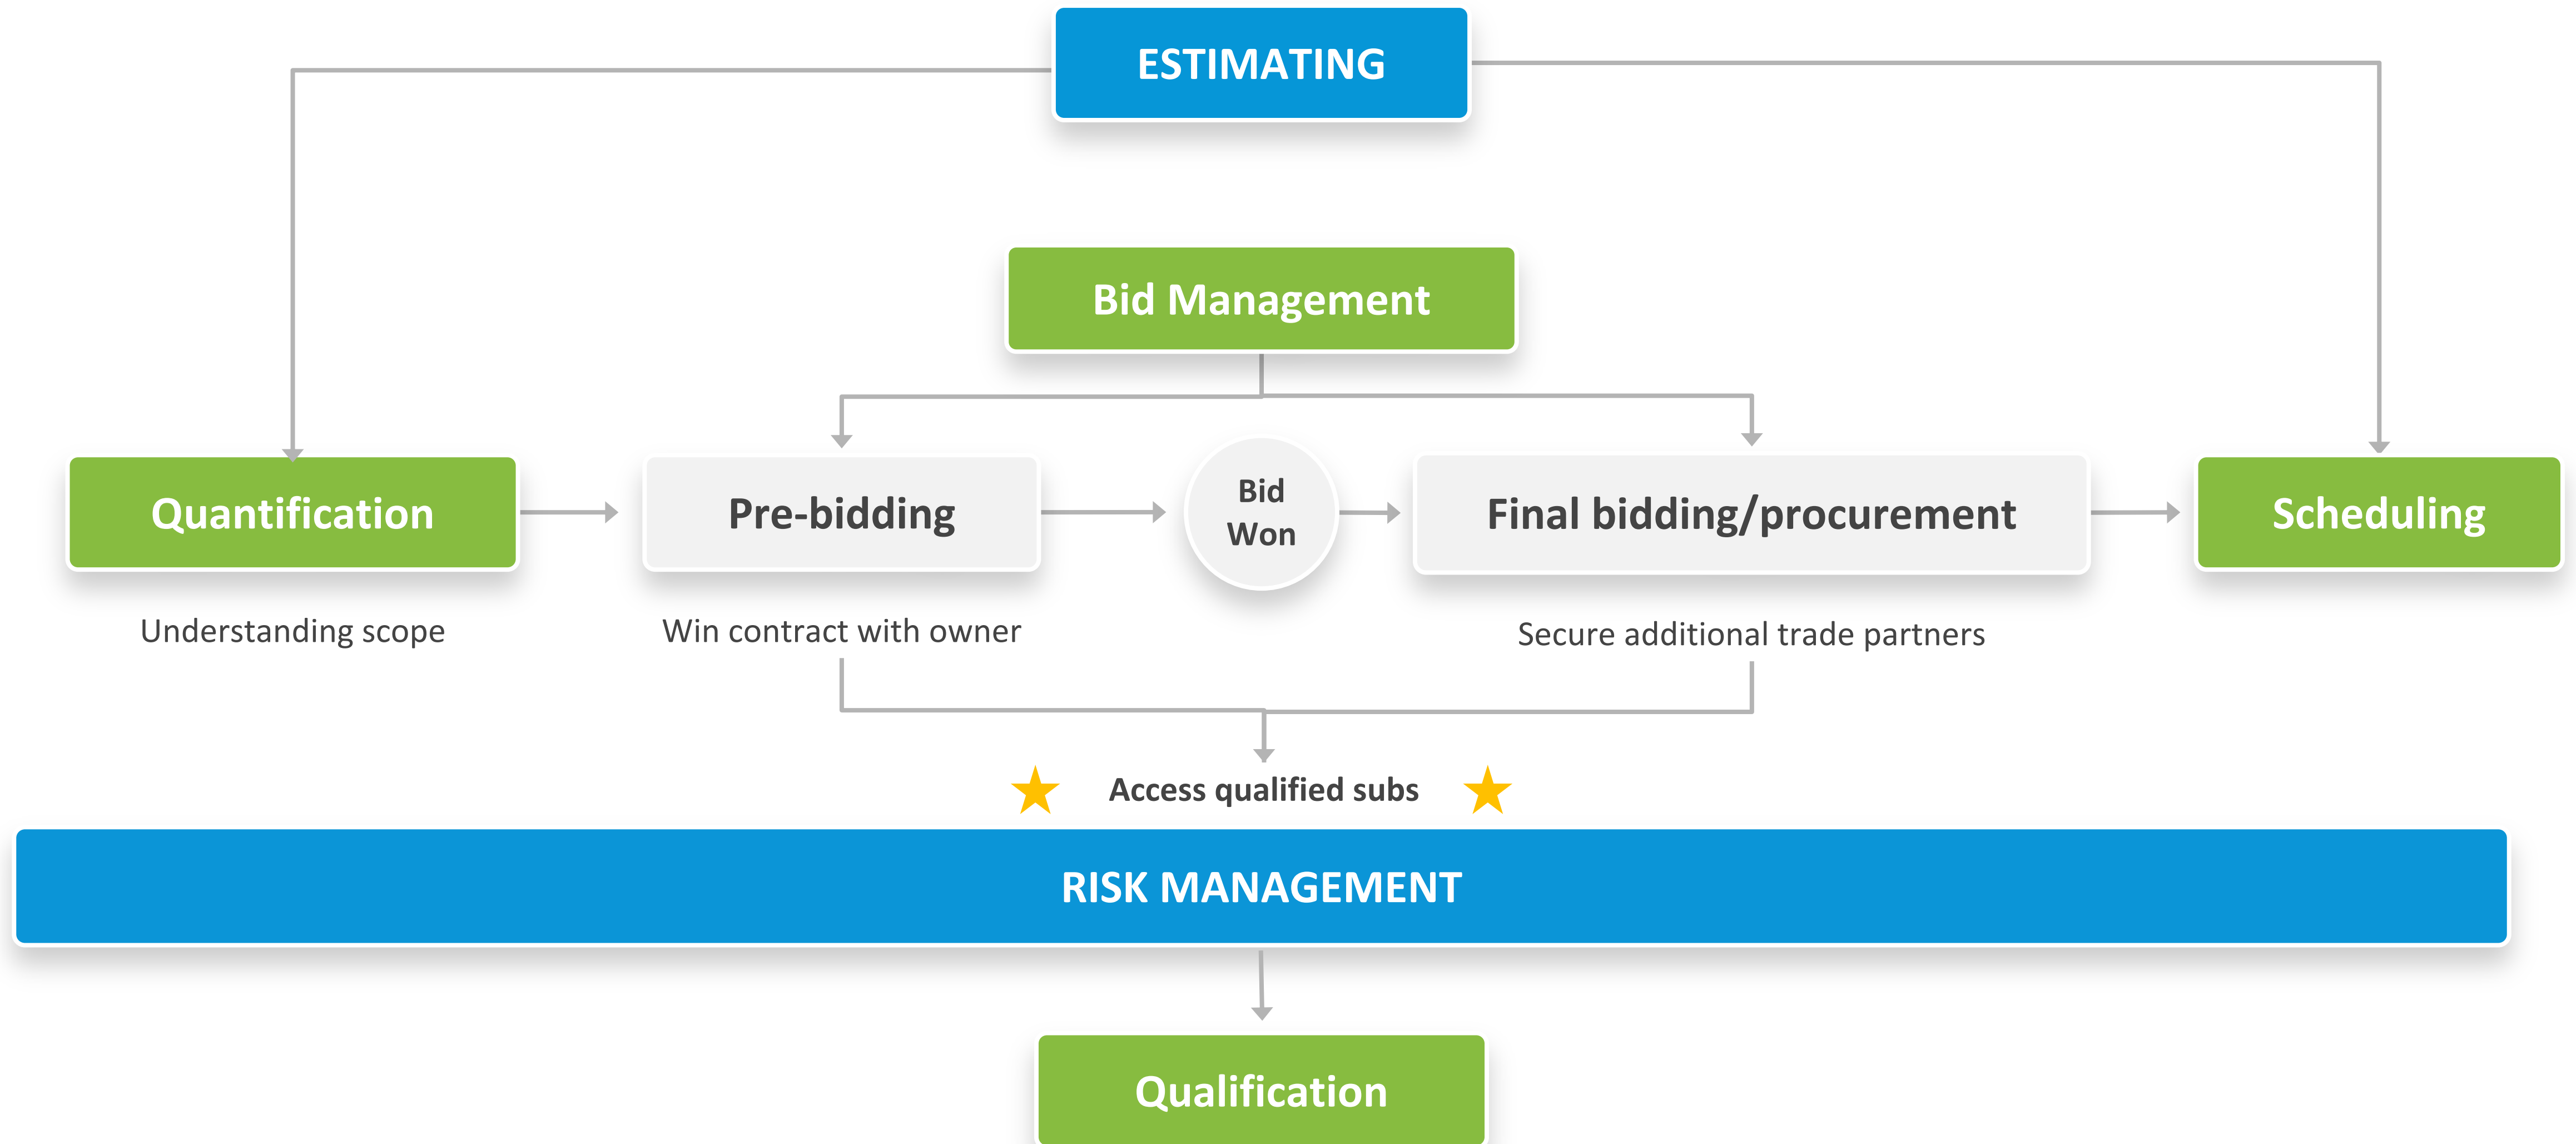 ESTIMATING
Bid Management
Quantification
Pre-bidding
Bid
Won
Final bidding/procurement
Scheduling
Understanding scope
Win contract with owner
Secure additional trade partners
Access qualified subs
RISK MANAGEMENT
Qualification